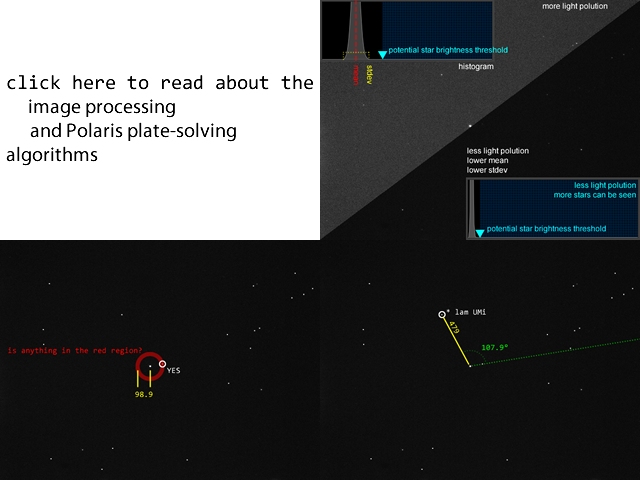 click here to read about the
image processing
and Polaris plate-solving
algorithms
more light polution
potential star brightness threshold
stdev
histogram
less light polution
lower mean
lower stdev
less light polution
more stars can be seen
potential star brightness threshold
is anything in the red region?
YES
98.9
* lam UMi
479
107.9°